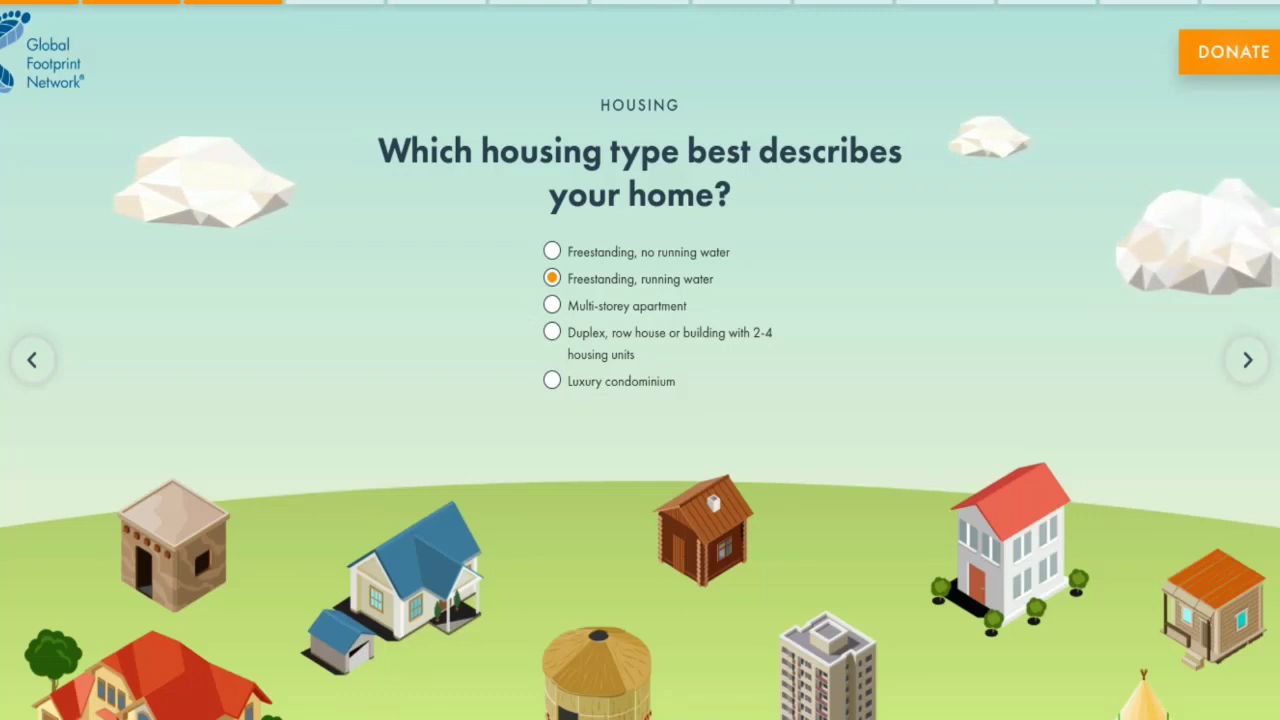 Global
Footprint
Network®
DONATE
HOUSING
Which housing type best describes
your home?
Freestanding, no running water
Freestanding, running water
Multi-storey apartment
Duplex, row house or building with 2-4
housing units
Luxury condominium